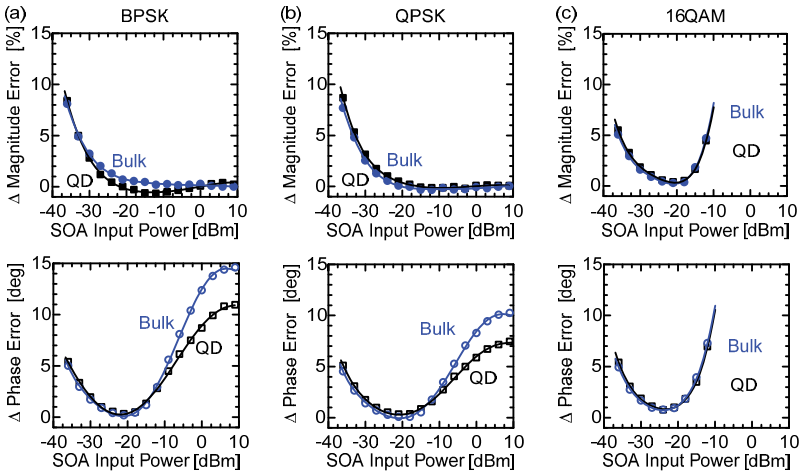 (a) BPSK
Δ Magnitude Error [%]
15
10
5
0
Bulk
QD
-40 -30 -20 -10 0 10
SOA Input Power [dBm]
(b) QPSK
Δ Magnitude Error [%]
15
10
5
0
Bulk
QD
-40 -30 -20 -10 0 10
SOA Input Power [dBm]
(c) 16QAM
Δ Magnitude Error [%]
15
10
5
0
Bulk
QD
-40 -30 -20 -10 0 10
SOA Input Power [dBm]
Δ Phase Error [deg]
15
10
5
0
Bulk
QD
-40 -30 -20 -10 0 10
SOA Input Power [dBm]
Δ Phase Error [deg]
15
10
5
0
Bulk
QD
-40 -30 -20 -10 0 10
SOA Input Power [dBm]
Δ Phase Error [deg]
15
10
5
0
Bulk
QD
-40 -30 -20 -10 0 10
SOA Input Power [dBm]